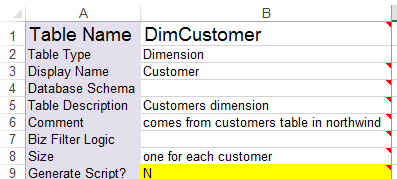 A B
1 Table Name DimCustomer
2 Table Type Dimension
3 Display Name Customer
4 Database Schema
5 Table Description Customers dimension
6 Comment comes from customers table in northwind
7 Biz Filter Logic
8 Size one for each customer
9 Generate Script? N